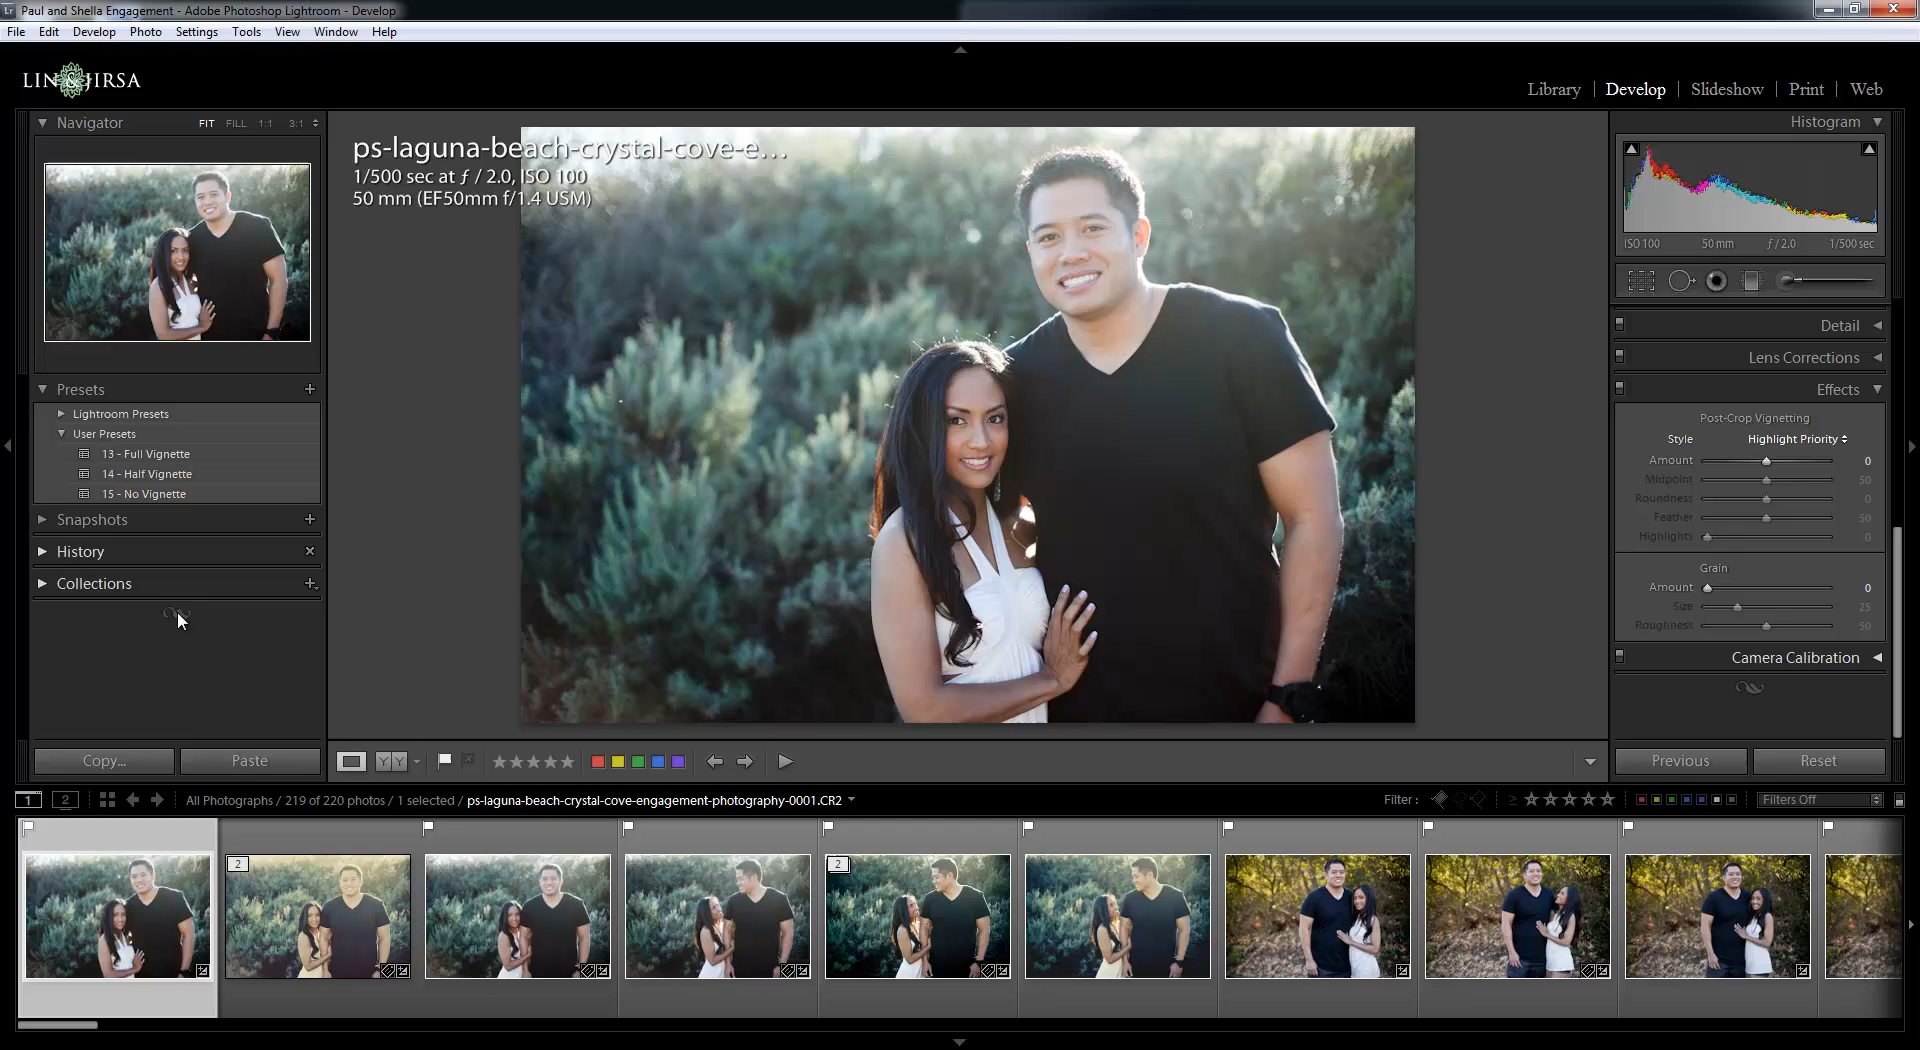 Lr Paul and Shella Engagement - Adobe Photoshop Lightroom - Develop
File Edit Develop Photo Settings Tools View Window Help
LIN & JIRSA
Library | Develop | Slideshow | Print | Web
Navigator FIT FILL 1:1 3:1
ps-laguna-beach-crystal-cove-e...
1/500 sec at ƒ / 2.0, ISO 100
50 mm (EF50mm f/1.4 USM)
Histogram
ISO 100 50 mm ƒ / 2.0 1/500 sec
Presets
Lightroom Presets
User Presets
13 - Full Vignette
14 - Half Vignette
15 - No Vignette
Snapshots
History
Collections
Detail
Lens Corrections
Effects
Post-Crop Vignetting
Style Highlight Priority
Amount 0
Midpoint 50
Roundness 0
Feather 50
Highlights 0
Grain
Amount 0
Size 25
Roughness 50
Camera Calibration
Copy... Paste
Y Y
Previous Reset
1 2 All Photographs / 219 of 220 photos / 1 selected / ps-laguna-beach-crystal-cove-engagement-photography-0001.CR2
Filter : ≥ Filters Off
2 2